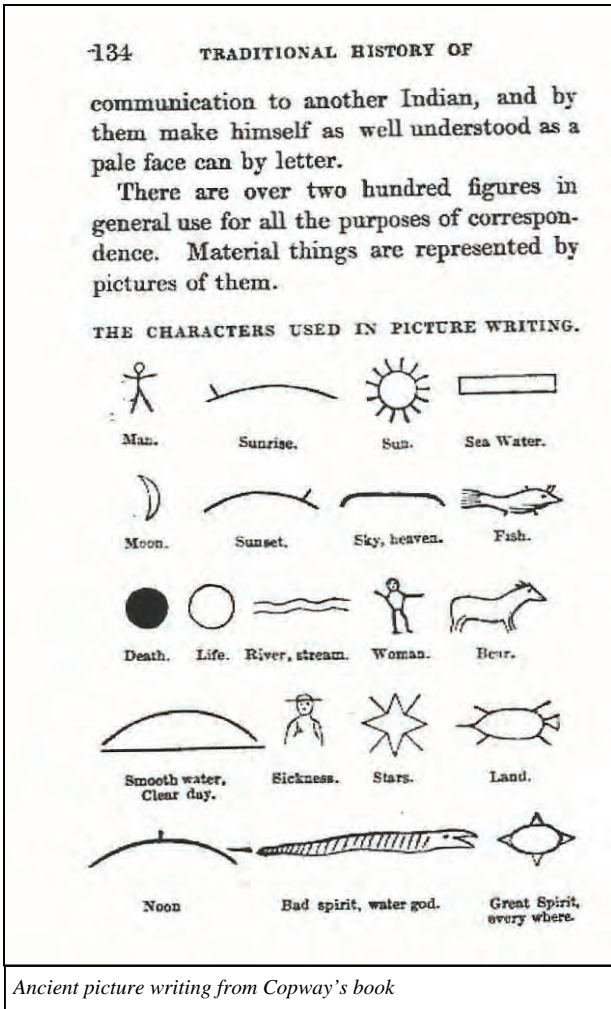 134 TRADITIONAL HISTORY OF
communication to another Indian, and by
them make himself as well understood as a
pale face can by letter.
There are over two hundred figures in
general use for all the purposes of correspon-
dence. Material things are represented by
pictures of them.
THE CHARACTERS USED IN PICTURE WRITING.
Man. Sunrise. Sun. Sea Water.
Moon. Sunset. Sky, heaven. Fish.
Death. Life. River, stream. Woman. Bear.
Smooth water, Sickness. Stars. Land.
Clear day.
Noon Bad spirit, water god. Great Spirit,
every where.
Ancient picture writing from Copway's book